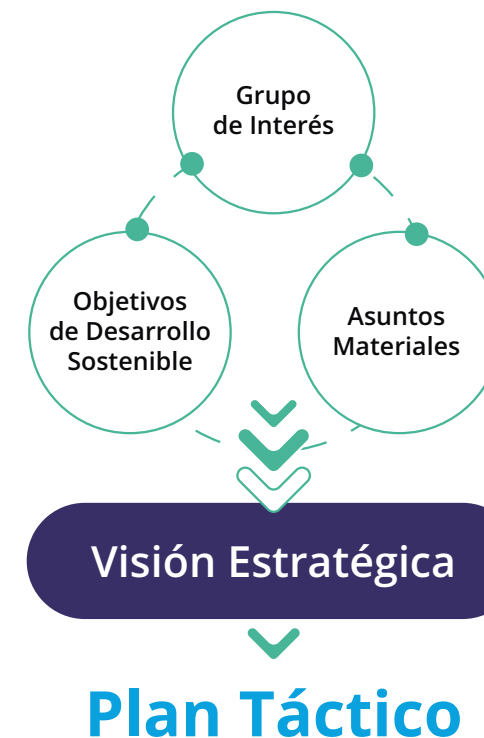 Grupo
de Interés
Objetivos
de Desarrollo
Sostenible
Asuntos
Materiales
Visión Estratégica
Plan Táctico